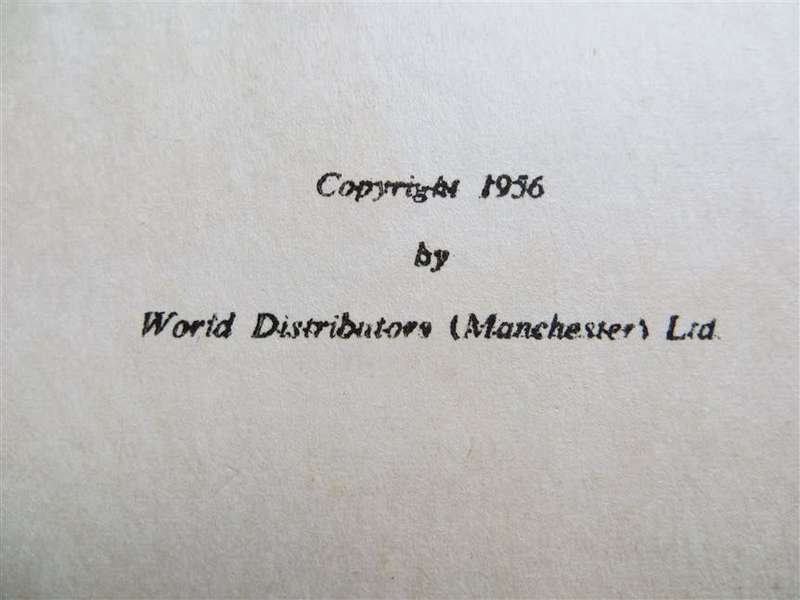 Copyright 1956
by
World Distributors (Manchester) Ltd.